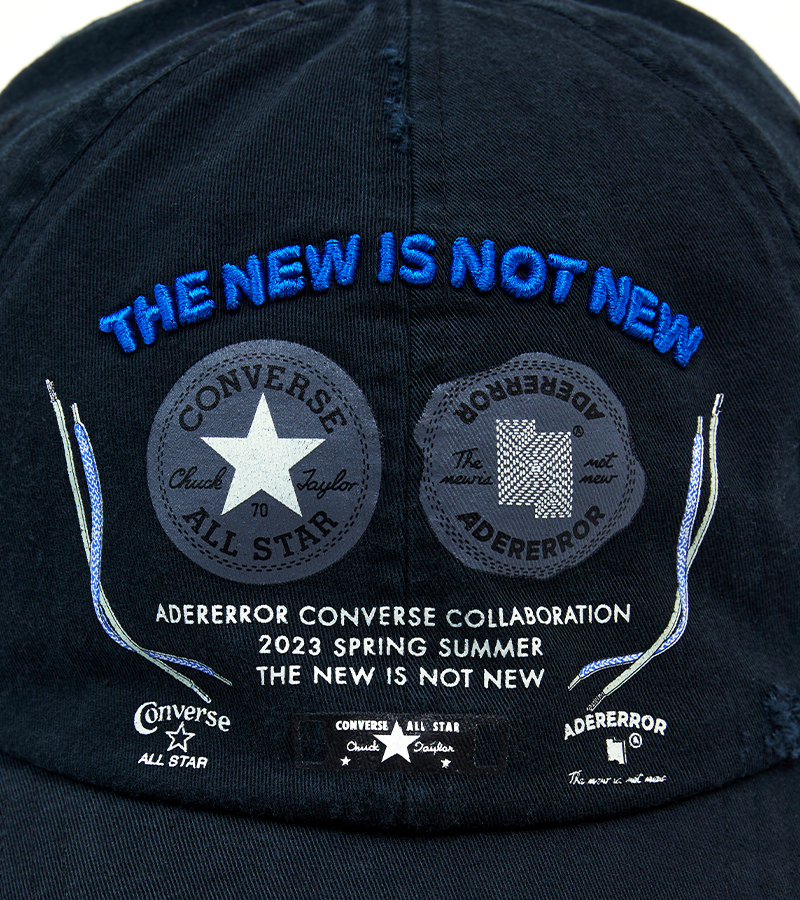 THE NEW IS NOT NEW
CONVERSE
Chuck Taylor
70
ALL STAR
ADERERROR
®
The not
newis new
ADERERROR
ADERERROR CONVERSE COLLABORATION
2023 SPRING SUMMER
THE NEW IS NOT NEW
Converse
ALL STAR
CONVERSE ALL STAR
Chuck Taylor
ADERERROR
The new is not new